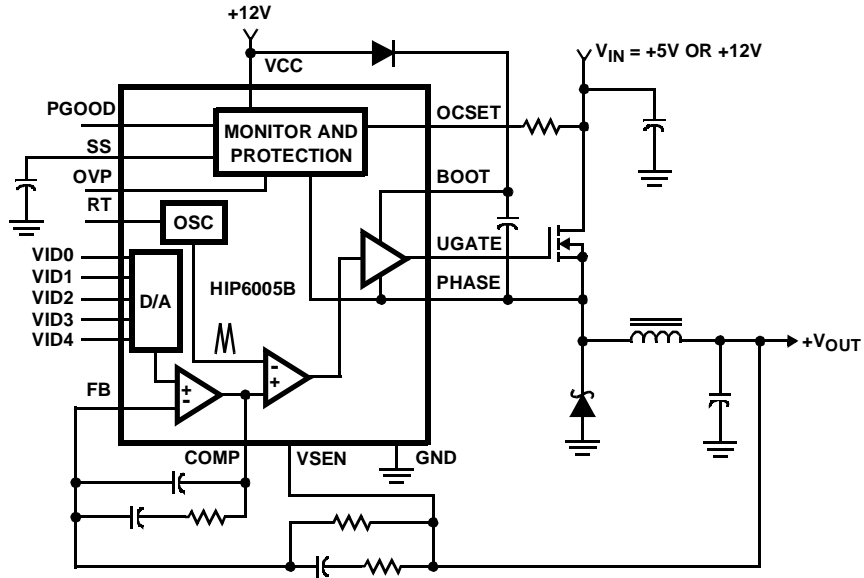 +12V
VCC
VIN = +5V OR +12V
PGOOD
MONITOR AND
PROTECTION
OCSET
SS
OVP
BOOT
RT
OSC
UGATE
VID0
VID1
VID2
VID3
VID4
D/A
HIP6005B
PHASE
+VOUT
-
+
+
-
FB
COMP
VSEN
GND